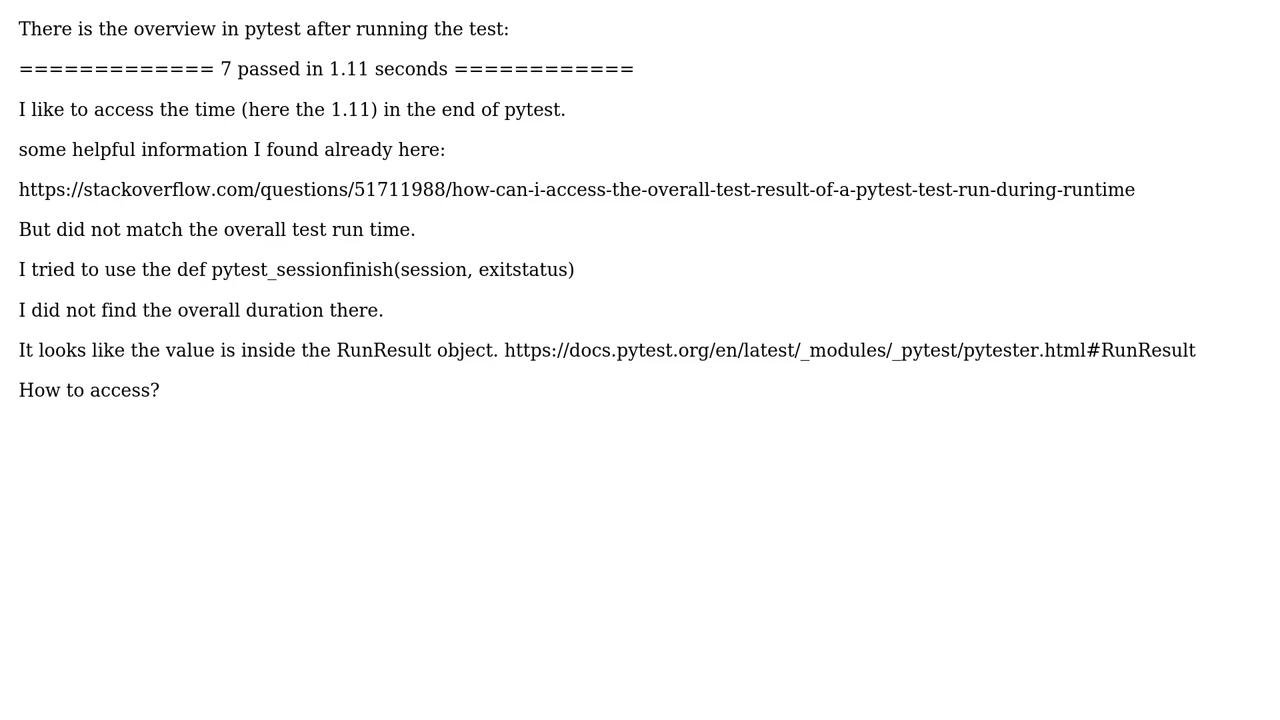 There is the overview in pytest after running the test:
============= 7 passed in 1.11 seconds ============
I like to access the time (here the 1.11) in the end of pytest.
some helpful information I found already here:
https://stackoverflow.com/questions/51711988/how-can-i-access-the-overall-test-result-of-a-pytest-test-run-during-runtime
But did not match the overall test run time.
I tried to use the def pytest_sessionfinish(session, exitstatus)
I did not find the overall duration there.
It looks like the value is inside the RunResult object. https://docs.pytest.org/en/latest/_modules/_pytest/pytester.html#RunResult
How to access?